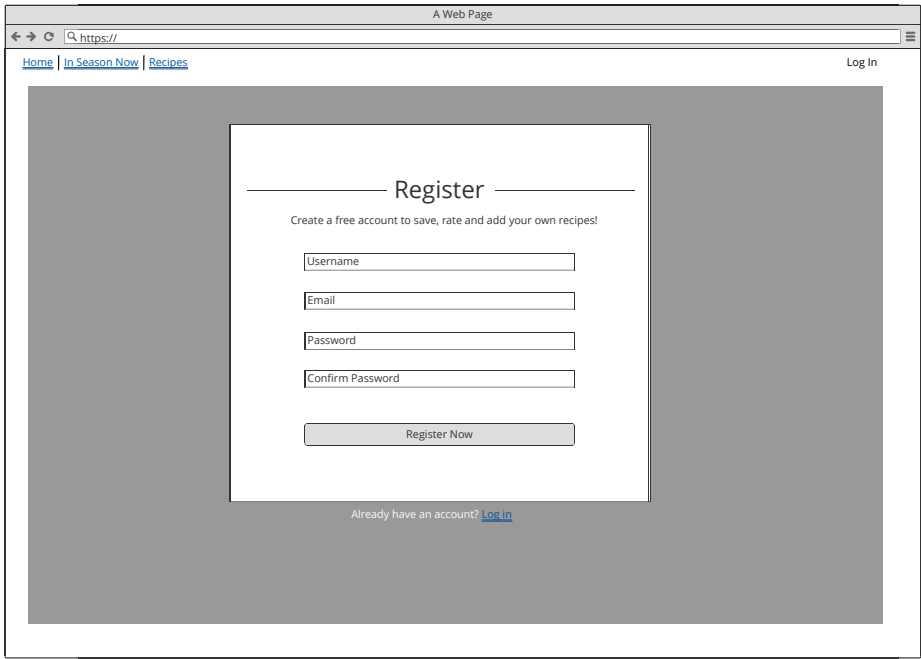 A Web Page
https://
Home | In Season Now | Recipes
Log In
Register
Create a free account to save, rate and add your own recipes!
Username
Email
Password
Confirm Password
Register Now
Already have an account? Log in